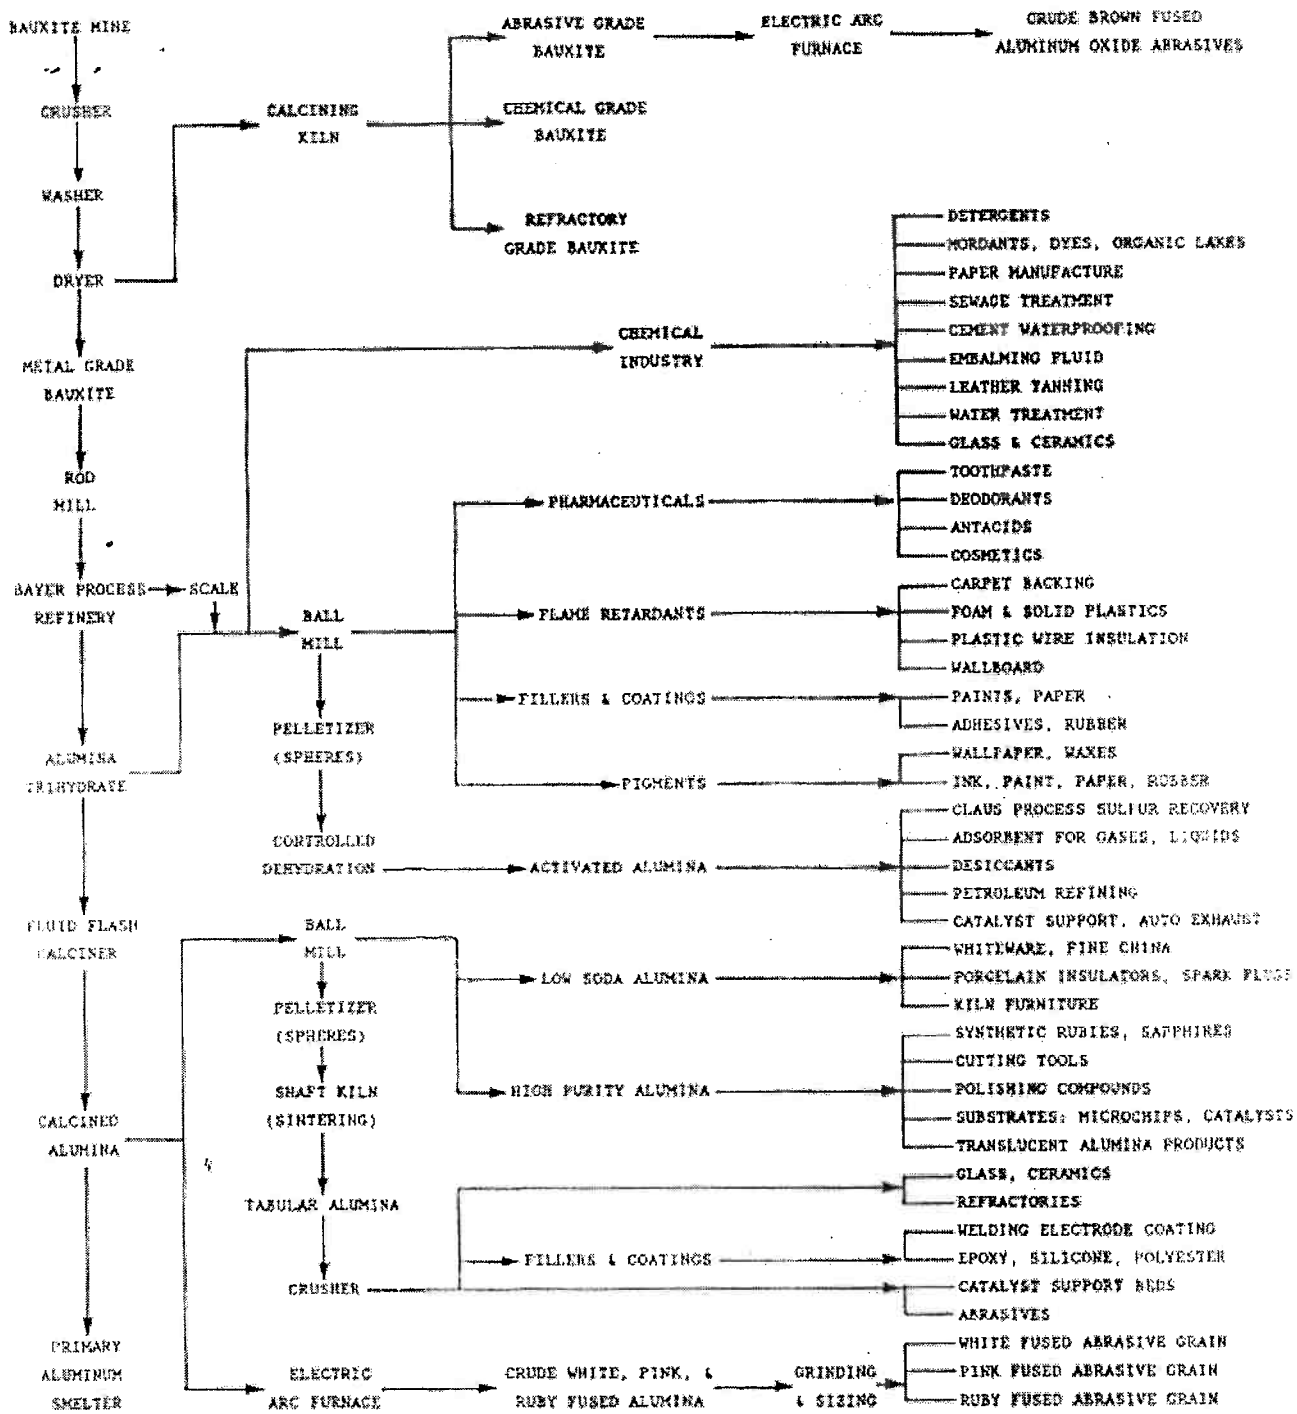 BAUXITE MINE
CRUSHER
WASHER
DRYER
METAL GRADE
BAUXITE
ROD
MILL
BAYER PROCESS
REFINERY
SCALE
ALUMINA
TRIHYDRATE
FLUID FLASH
CALCINER
CALCINED
ALUMINA
PRIMARY
ALUMINUM
SMELTER
CALCINING
KILN
ABRASIVE GRADE
BAUXITE
ELECTRIC ARC
FURNACE
CRUDE BROWN FUSED
ALUMINUM OXIDE ABRASIVES
CHEMICAL GRADE
BAUXITE
REFRACTORY
GRADE BAUXITE
CHEMICAL
INDUSTRY
DETERGENTS
MORDANTS, DYES, ORGANIC LAKES
PAPER MANUFACTURE
SEWAGE TREATMENT
CEMENT WATERPROOFING
EMBALMING FLUID
LEATHER TANNING
WATER TREATMENT
GLASS & CERAMICS
BALL
MILL
PHARMACEUTICALS
TOOTHPASTE
DEODORANTS
ANTACIDS
COSMETICS
FLAME RETARDANTS
CARPET BACKING
FOAM & SOLID PLASTICS
PLASTIC WIRE INSULATION
WALLBOARD
FILLERS & COATINGS
PAINTS, PAPER
ADHESIVES, RUBBER
PIGMENTS
WALLPAPER, WAXES
INK, PAINT, PAPER, RUBBER
PELLETIZER
(SPHERES)
CONTROLLED
DEHYDRATION
ACTIVATED ALUMINA
CLAUS PROCESS SULFUR RECOVERY
ADSORBENT FOR GASES, LIQUIDS
DESICCANTS
PETROLEUM REFINING
CATALYST SUPPORT, AUTO EXHAUST
BALL
MILL
LOW SODA ALUMINA
WHITEWARE, FINE CHINA
PORCELAIN INSULATORS, SPARK PLUGS
KILN FURNITURE
HIGH PURITY ALUMINA
SYNTHETIC RUBIES, SAPPHIRES
CUTTING TOOLS
POLISHING COMPOUNDS
SUBSTRATES: MICROCHIPS, CATALYSTS
TRANSLUCENT ALUMINA PRODUCTS
PELLETIZER
(SPHERES)
SHAFT KILN
(SINTERING)
TABULAR ALUMINA
CRUSHER
GLASS, CERAMICS
REFRACTORIES
FILLERS & COATINGS
WELDING ELECTRODE COATING
EPOXY, SILICONE, POLYESTER
CATALYST SUPPORT BEDS
ABRASIVES
ELECTRIC
ARC FURNACE
CRUDE WHITE, PINK, &
RUBY FUSED ALUMINA
GRINDING
& SIZING
WHITE FUSED ABRASIVE GRAIN
PINK FUSED ABRASIVE GRAIN
RUBY FUSED ABRASIVE GRAIN